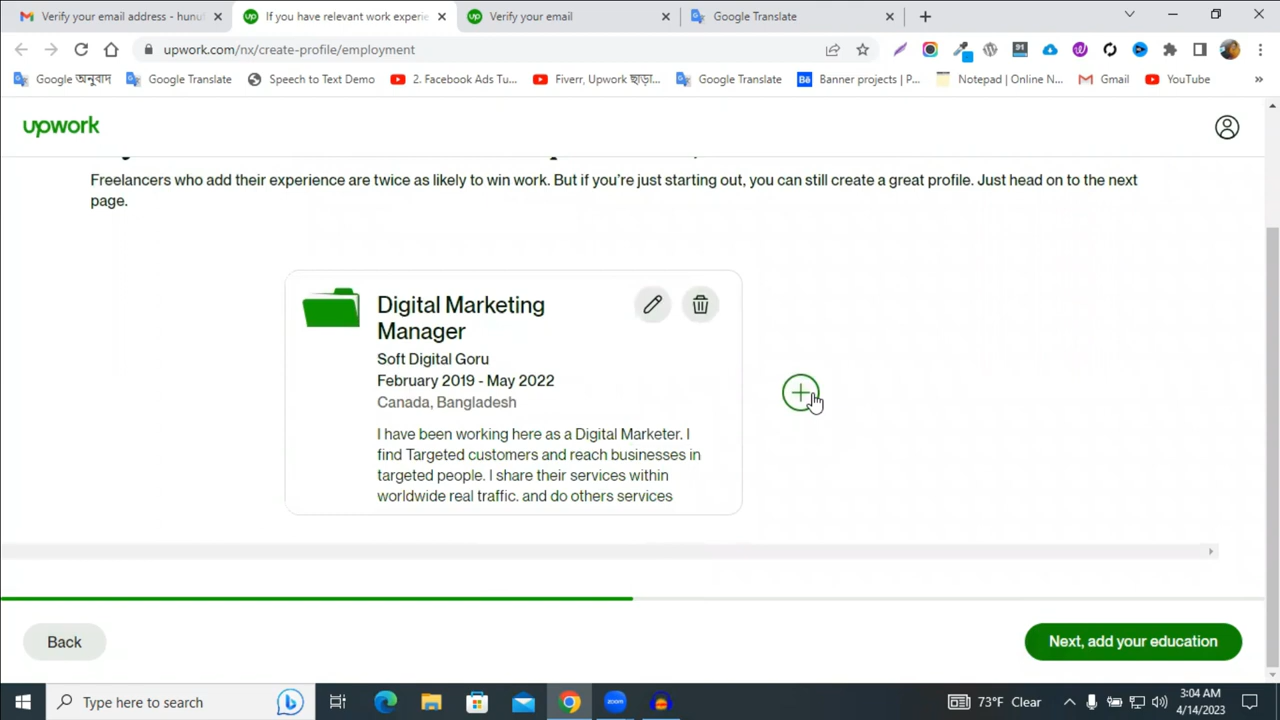 Verify your email address - hunuf
If you have relevant work experie
Verify your email
Google Translate
upwork.com/nx/create-profile/employment
91
Google অনুবাদ
Google Translate
Speech to Text Demo
2. Facebook Ads Tu...
Fiverr, Upwork ছাড়া...
Google Translate
Bē
Banner projects | P...
Notepad | Online N...
Gmail
YouTube
»
upwork
Freelancers who add their experience are twice as likely to win work. But if you're just starting out, you can still create a great profile. Just head on to the next
page.
Digital Marketing
Manager
Soft Digital Goru
February 2019 - May 2022
Canada, Bangladesh
I have been working here as a Digital Marketer. I
find Targeted customers and reach businesses in
targeted people. I share their services within
worldwide real traffic. and do others services
Back
Next, add your education
Type here to search
zoom
73°F Clear
3:04 AM
4/14/2023